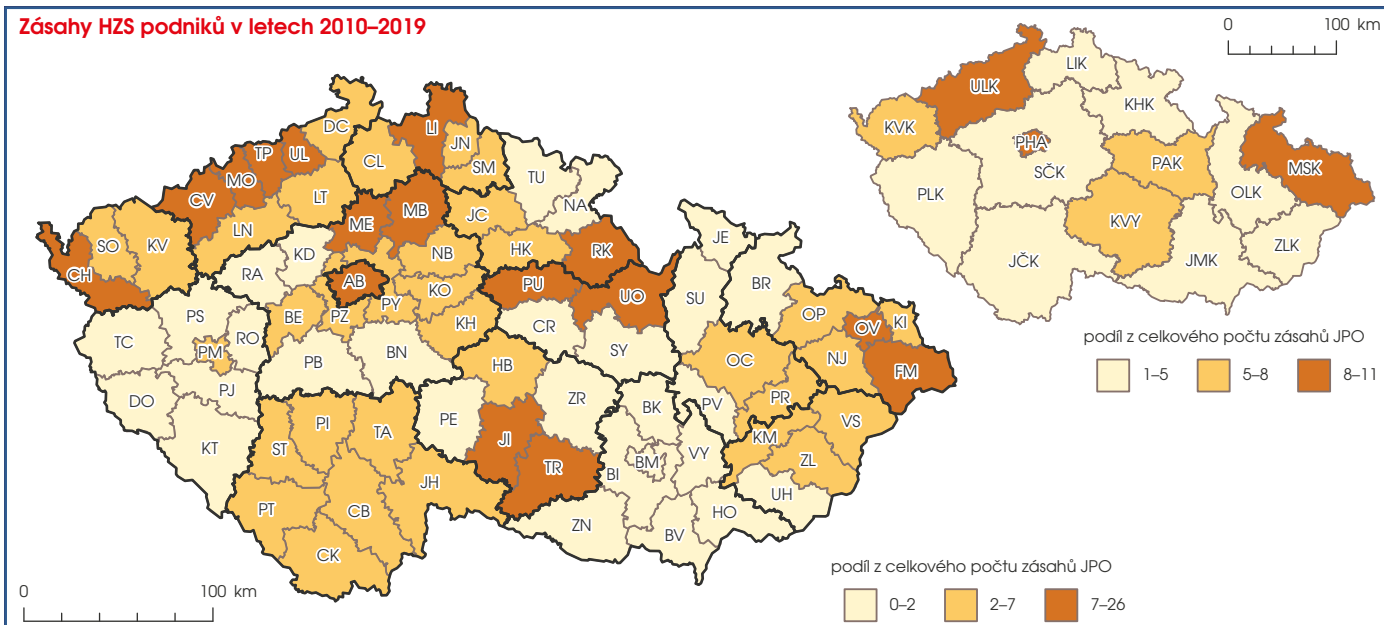 Zásahy HZS podniků v letech 2010–2019
0 100 km
LIK
ULK
KHK
KVK
PHA
SČK
PAK
MSK
PLK
OLK
KVY
ZLK
JČK
JMK
podíl z celkového počtu zásahů JPO
1–5 5–8 8–11
DC
LI
JN
TP UL
CL
SM
MO
TU
CV
LT
NA
ME MB
JC
LN
SO KV
HK
RK
JE
KD
NB
CH
RA
AB
PU
UO
BR
KO
SU
PS
BE PZ PY
OP
KI
RO
KH
CR
OV
TC
PM
SY
OC
NJ
PB BN
HB
FM
PJ
DO
PR
ZR
PE
BK PV
VS
KT
ST PI TA
KM
JI
BM VY
ZL
TR
BI
JH
UH
PT CB
HO
ZN
BV
CK
podíl z celkového počtu zásahů JPO
0–2 2–7 7–26
0 100 km